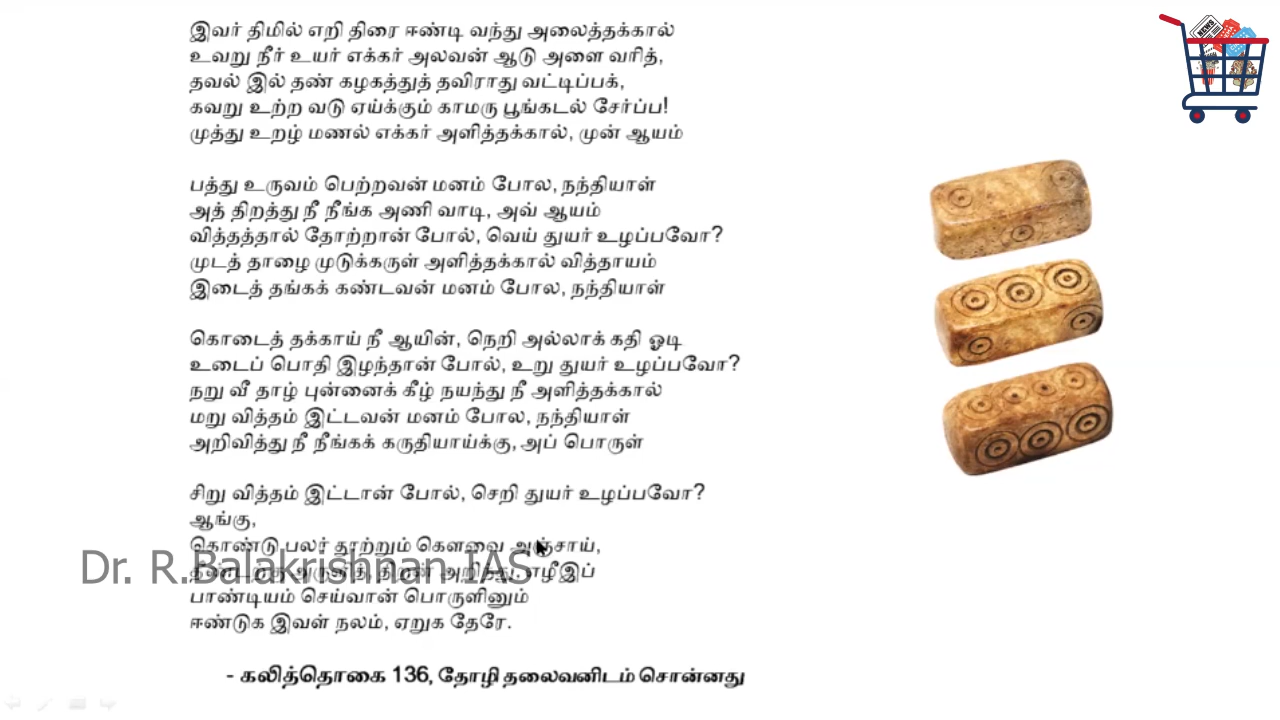 இவர் திமில் எறி திரை ஈண்டி வந்து அலைத்தக்கால்
உவறு நீர் உயர் எக்கர் அலவன் ஆடு அளை வரித்,
தவல் இல் தண் கழகத்துத் தவிராது வட்டிப்பக்,
கவறு உற்ற வடு ஏய்க்கும் காமரு பூங்கடல் சேர்ப்ப!
முத்து உறழ் மணல் எக்கர் அளித்தக்கால், முன் ஆயம்
பத்து உருவம் பெற்றவன் மனம் போல, நந்தியாள்
அத் திறத்து நீ நீங்க அணி வாடி, அவ் ஆயம்
வித்தத்தால் தோற்றான் போல், வெய் துயர் உழப்பவோ?
முடத் தாழை முடுக்கருள் அளித்தக்கால் வித்தாயம்
இடைத் தங்கக் கண்டவன் மனம் போல, நந்தியாள்
கொடைத் தக்காய் நீ ஆயின், நெறி அல்லாக் கதி ஓடி
உடைப் பொதி இழந்தான் போல், உறு துயர் உழப்பவோ?
நறு வீ தாழ் புன்னைக் கீழ் நயந்து நீ அளித்தக்கால்
மறு வித்தம் இட்டவன் மனம் போல, நந்தியாள்
அறிவித்து நீ நீங்கக் கருதியாய்க்கு, அப் பொருள்
சிறு வித்தம் இட்டான் போல், செறி துயர் உழப்பவோ?
ஆங்கு,
கொண்டு பலர் தூற்றும் கௌவை அஞ்சாய்,
எழீஇப்
பாண்டியம் செய்வான் பொருளினும்
ஈண்டுக இவள் நலம், ஏறுக தேரே.
- கலித்தொகை 136, தோழி தலைவனிடம் சொன்னது
Dr. R.Balakrishnan IAS
NEWS